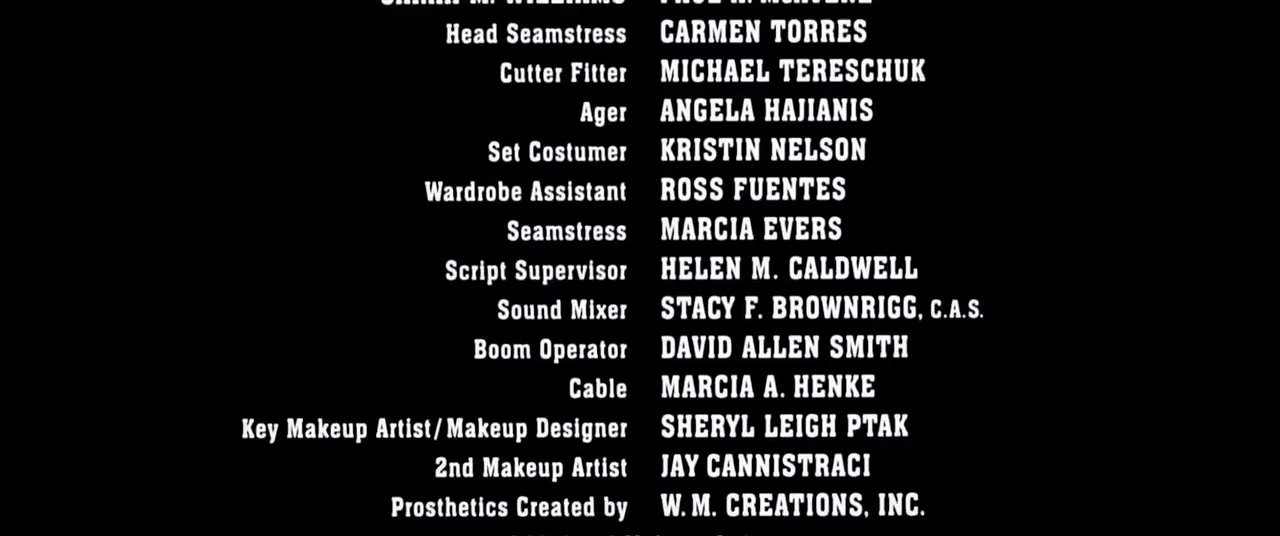 Head Seamstress CARMEN TORRES
Cutter Fitter MICHAEL TERESCHUK
Ager ANGELA HAJIANIS
Set Costumer KRISTIN NELSON
Wardrobe Assistant ROSS FUENTES
Seamstress MARCIA EVERS
Script Supervisor HELEN M. CALDWELL
Sound Mixer STACY F. BROWNRIGG, C.A.S.
Boom Operator DAVID ALLEN SMITH
Cable MARCIA A. HENKE
Key Makeup Artist/Makeup Designer SHERYL LEIGH PTAK
2nd Makeup Artist JAY CANNISTRACI
Prosthetics Created by W.M. CREATIONS, INC.